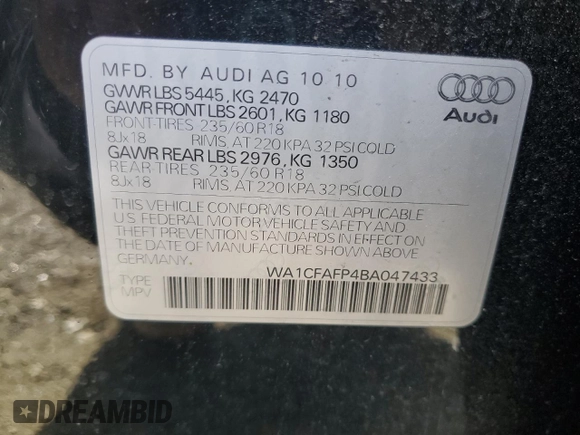 MFD. BY AUDI AG 10 10
GVWR LBS 5445, KG 2470
GAWR FRONT LBS 2601, KG 1180
FRONT-TIRES 235/60 R18
8Jx18 RIMS AT 220 KPA 32 PSI COLD
GAWR REAR LBS 2976, KG 1350
REAR-TIRES 235/60 R18
8Jx18 RIMS AT 220 KPA 32 PSI COLD
THIS VEHICLE CONFORMS TO ALL APPLICABLE
U.S. FEDERAL MOTOR VEHICLE SAFETY AND
THEFT PREVENTION STANDARDS IN EFFECT ON
THE DATE OF MANUFACTURE SHOWN ABOVE.
GERMANY.
WA1CFAFP4BA047433
TYPE
MPV
Audi
DREAMBID